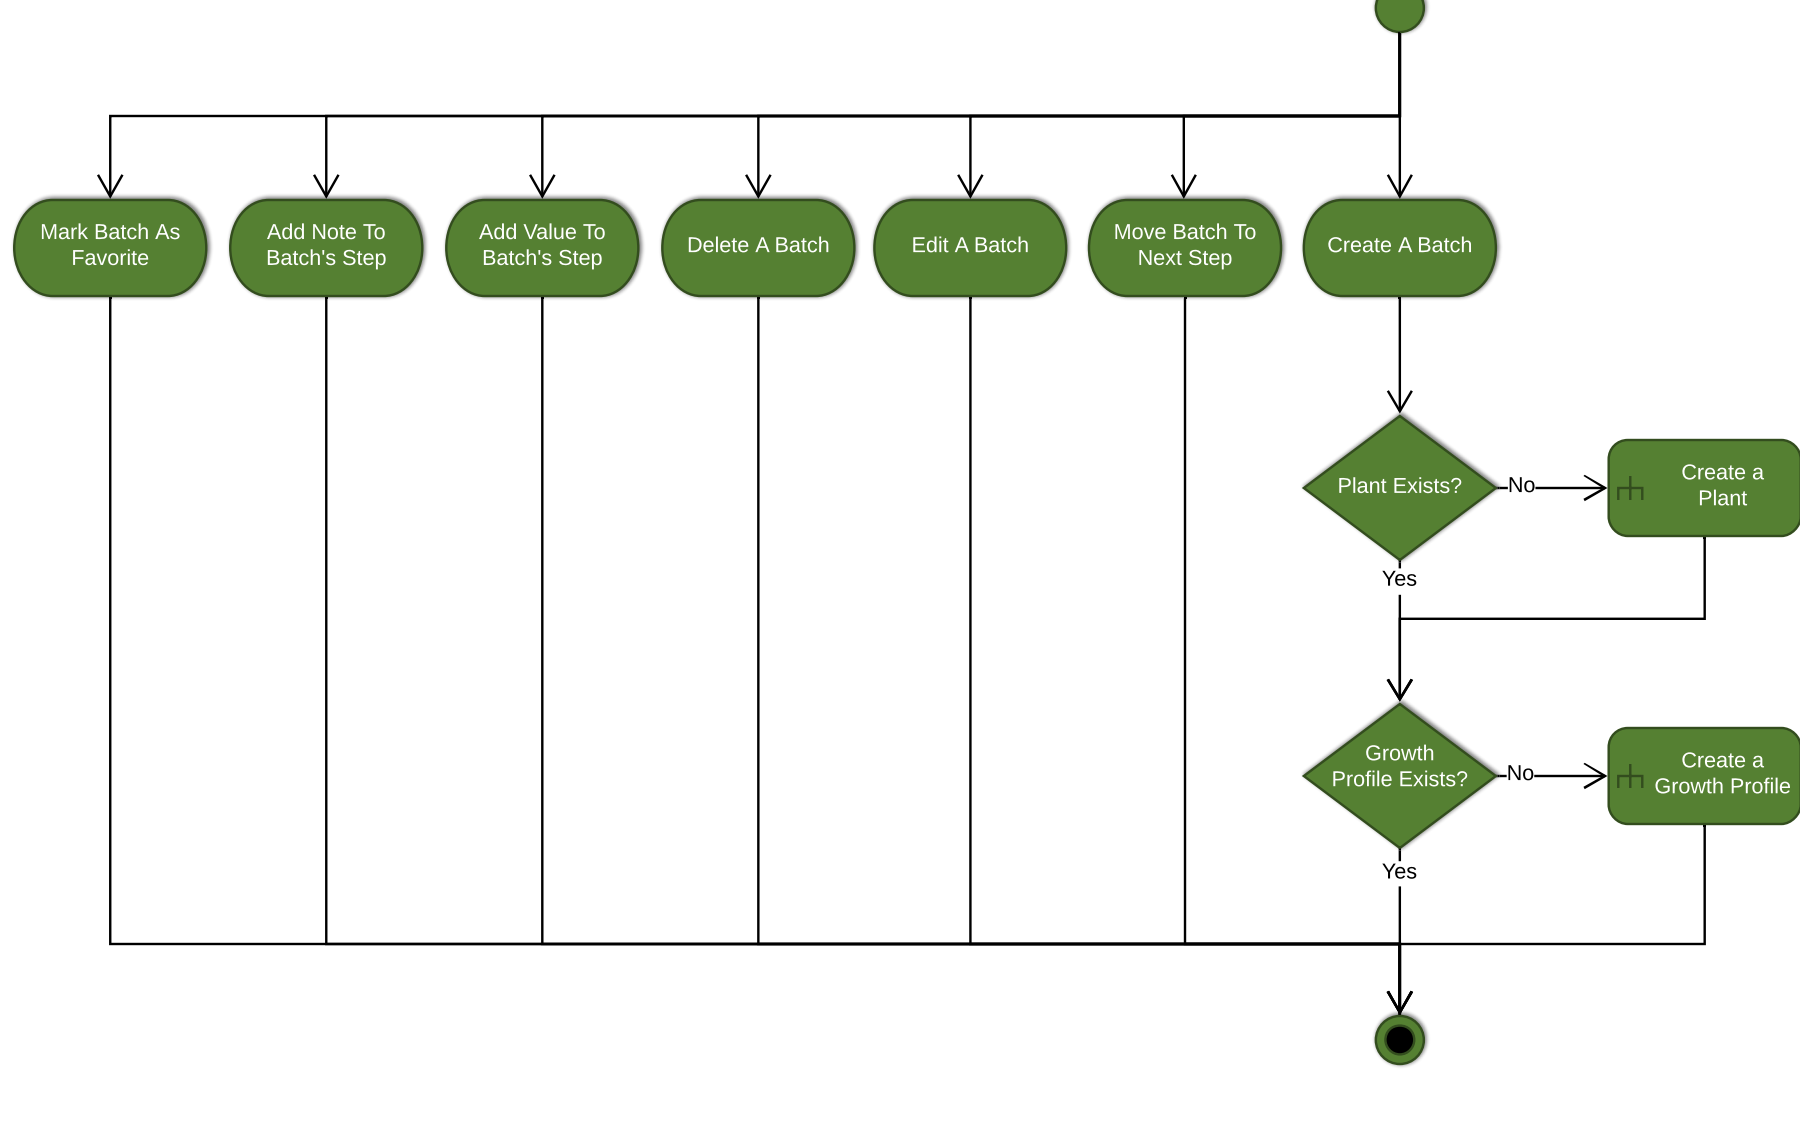 Mark Batch As
Favorite
Add Note To
Batch's Step
Add Value To
Batch's Step
Delete A Batch
Edit A Batch
Move Batch To
Next Step
Create A Batch
Plant Exists?
No
Create a
Plant
Yes
Growth
Profile Exists?
No
Create a
Growth Profile
Yes